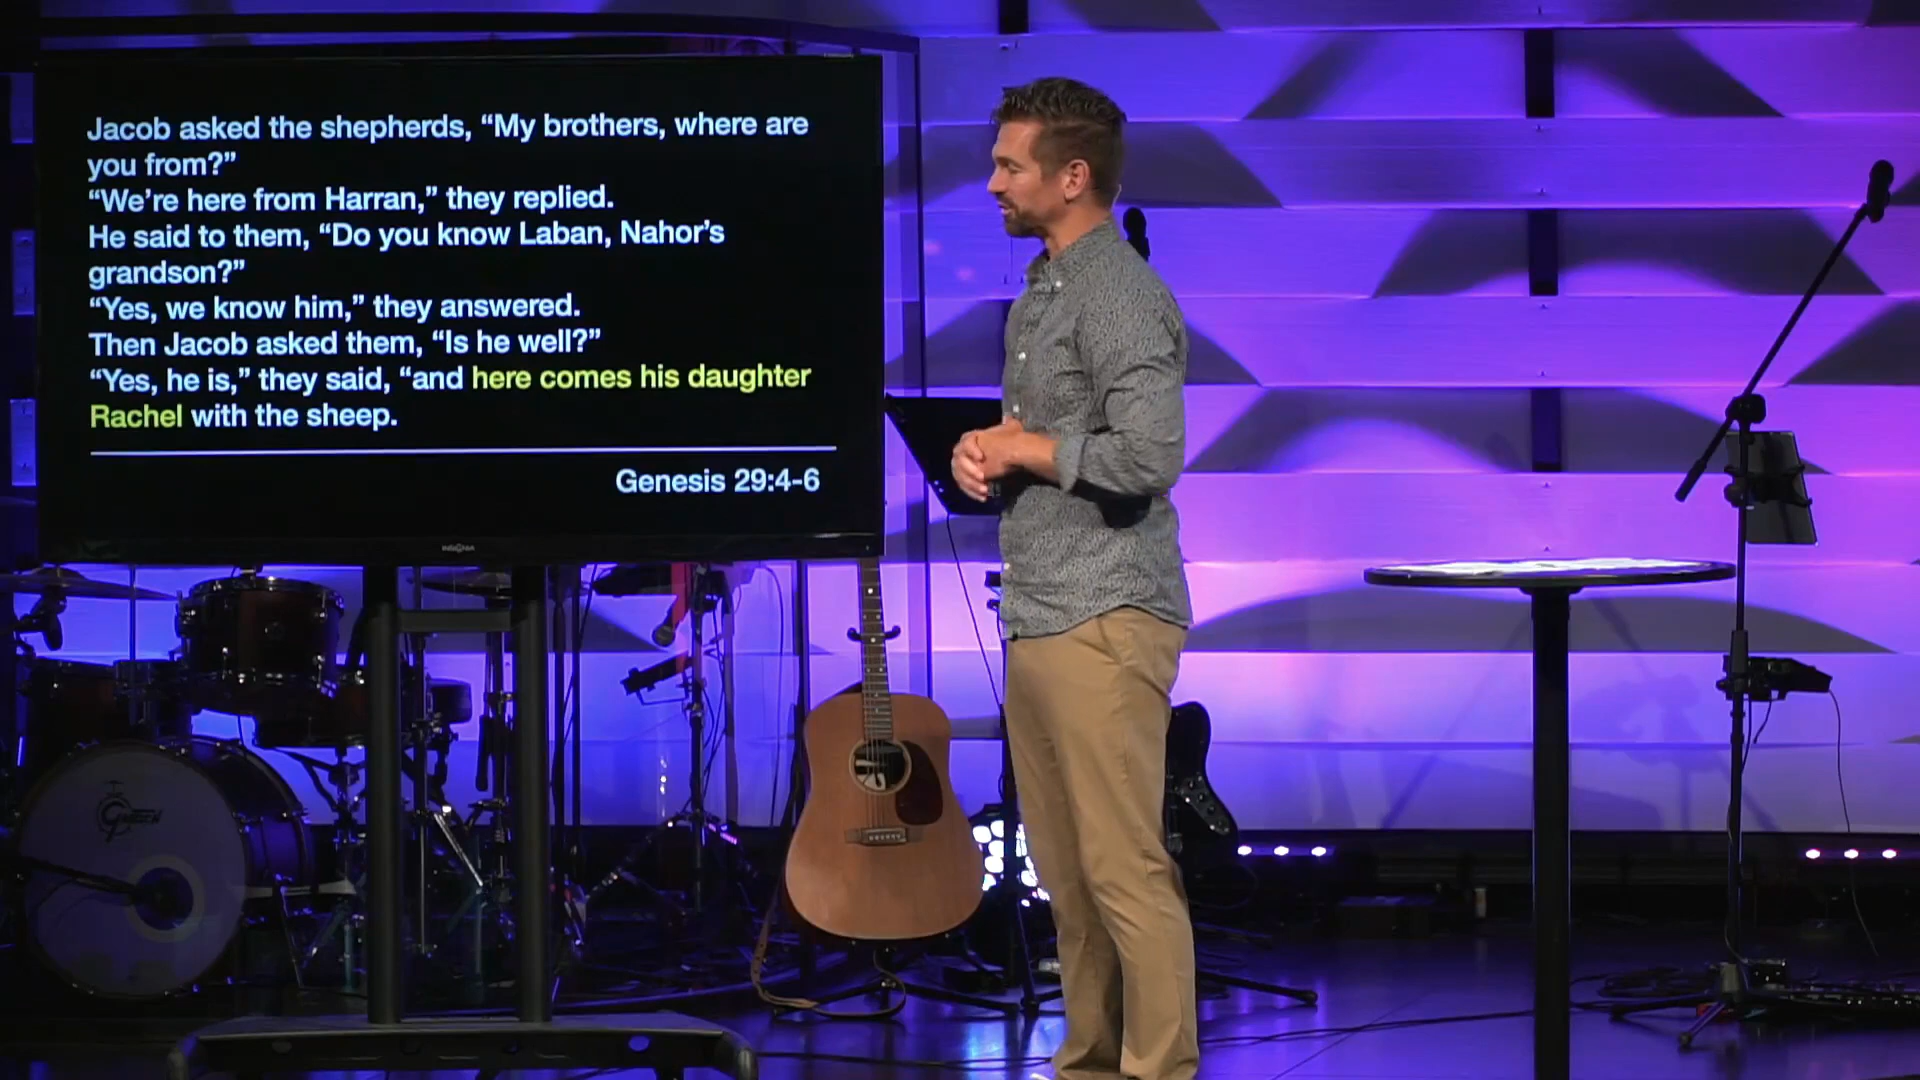 Jacob asked the shepherds, “My brothers, where are
you from?”
“We’re here from Harran,” they replied.
He said to them, “Do you know Laban, Nahor’s
grandson?”
“Yes, we know him,” they answered.
Then Jacob asked them, “Is he well?”
“Yes, he is,” they said, “and here comes his daughter
Rachel with the sheep.
Genesis 29:4-6
INSIGNIA
GRETSCH